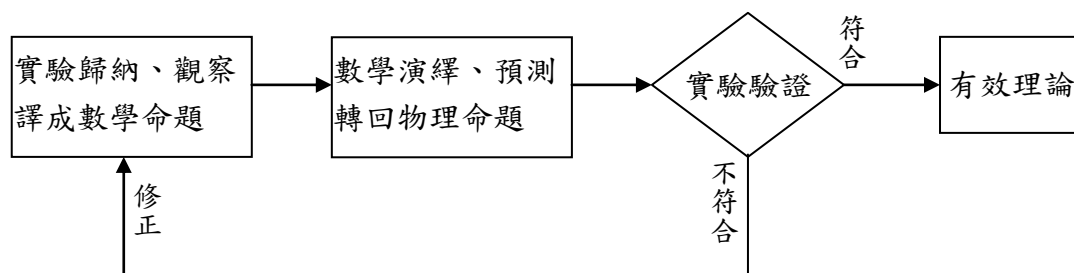 實驗歸納、觀察
譯成數學命題
數學演繹、預測
轉回物理命題
實驗驗證
符合
有效理論
不符合
修正